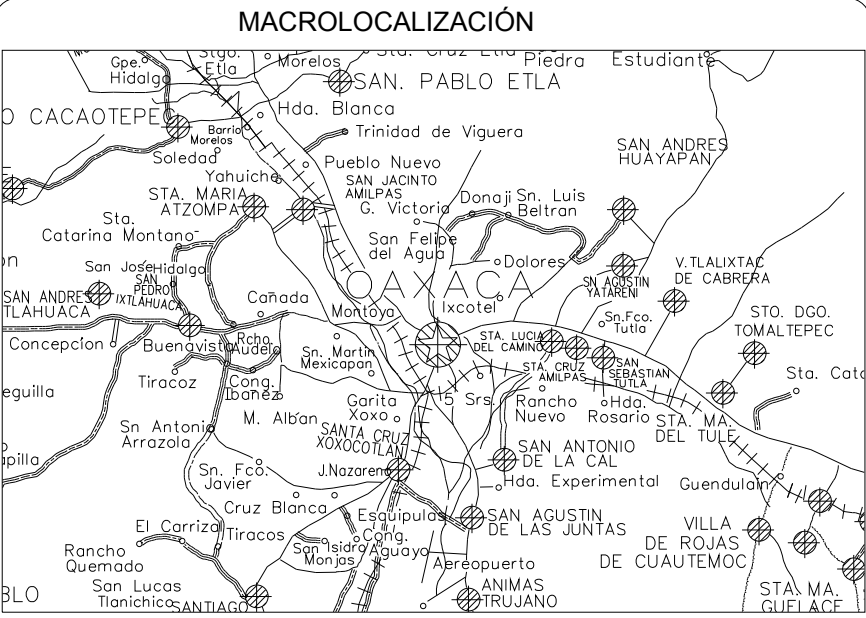 MACROLOCALIZACIÓN
Gpe.
Hidalgo
Stgo.
Etla
Morelos
Sta. Cruz Etla
Piedra
Estudiante
SAN. PABLO ETLA
O CACAOTEPEC
Hda. Blanca
Barrio
Morelos
Trinidad de Viguera
Soledad
SAN ANDRES
HUAYAPAN
Yahuiche
Pueblo Nuevo
STA. MARIA
ATZOMPA
SAN JACINTO
AMILPAS
G. Victoria
Donaji
Sn. Luis
Beltran
Sta.
Catarina Montano
San Felipe
del Agua
Dolores
San Jose
Hidalgo
SAN
PEDRO
IXTLAHUACA
SAN ANDRES
TLAHUACA
OAXACA
SN AGUSTIN
YATARENI
V.TLALIXTAC
DE CABRERA
Cañada
Montoya
Ixcotel
Sn.Fco.
Tutla
STO. DGO.
TOMALTEPEC
Concepcion
Buenavista
Rcho.
Audelo
Sn. Martin
Mexicapan
STA. LUCIA
DEL CAMINO
STA. CRUZ
AMILPAS
SAN
SEBASTIAN
TUTLA
Tiracoz
Cong.
Ibañez
eguilla
M. Alban
Garita
Xoxo
5 Srs.
Rancho
Nuevo
Hda.
Rosario
STA. MA.
DEL TULE
Sn Antonio
Arrazola
SANTA CRUZ
XOXOCOTLAN
SAN ANTONIO
DE LA CAL
apilla
Sn. Fco.
Javier
J.Nazareno
Hda. Experimental
Guendulain
Cruz Blanca
Esquipulas
SAN AGUSTIN
DE LAS JUNTAS
VILLA
DE ROJAS
DE CUAUTEMOC
El Carrizal
Tiracos
San Isidro
Monjas
Cong.
Aguayo
Rancho
Quemado
Aereopuerto
San Lucas
Tlanichico
SANTIAGO
ANIMAS
TRUJANO
STA. MA.
GUELACE
BLO